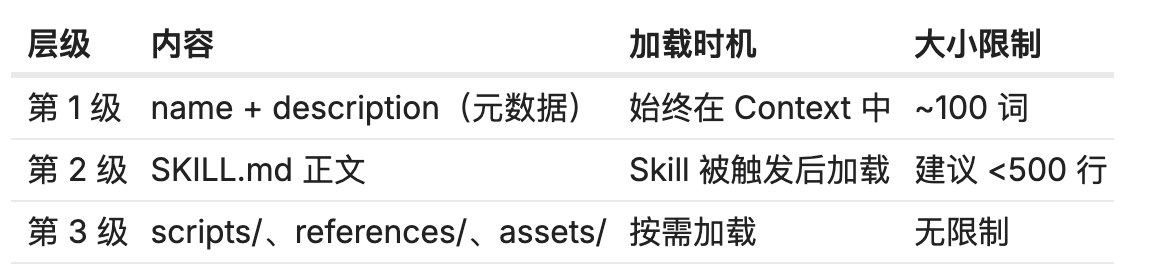 层级 内容 加载时机 大小限制
第 1 级 name + description（元数据） 始终在 Context 中 ~100 词
第 2 级 SKILL.md 正文 Skill 被触发后加载 建议 <500 行
第 3 级 scripts/、references/、assets/ 按需加载 无限制